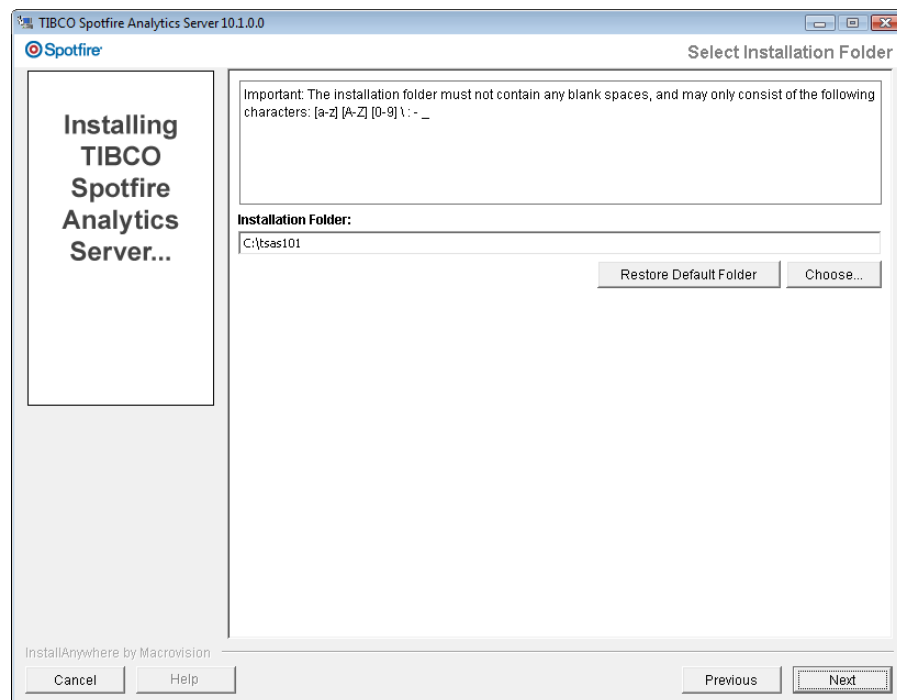 TIBCO Spotfire Analytics Server 10.1.0.0
Spotfire
Select Installation Folder
Installing
TIBCO
Spotfire
Analytics
Server...
Important: The installation folder must not contain any blank spaces, and may only consist of the following
characters: [a-z] [A-Z] [0-9] \ : - _
Installation Folder:
C:\tsas101
Restore Default Folder
Choose...
InstallAnywhere by Macrovision
Cancel
Help
Previous
Next